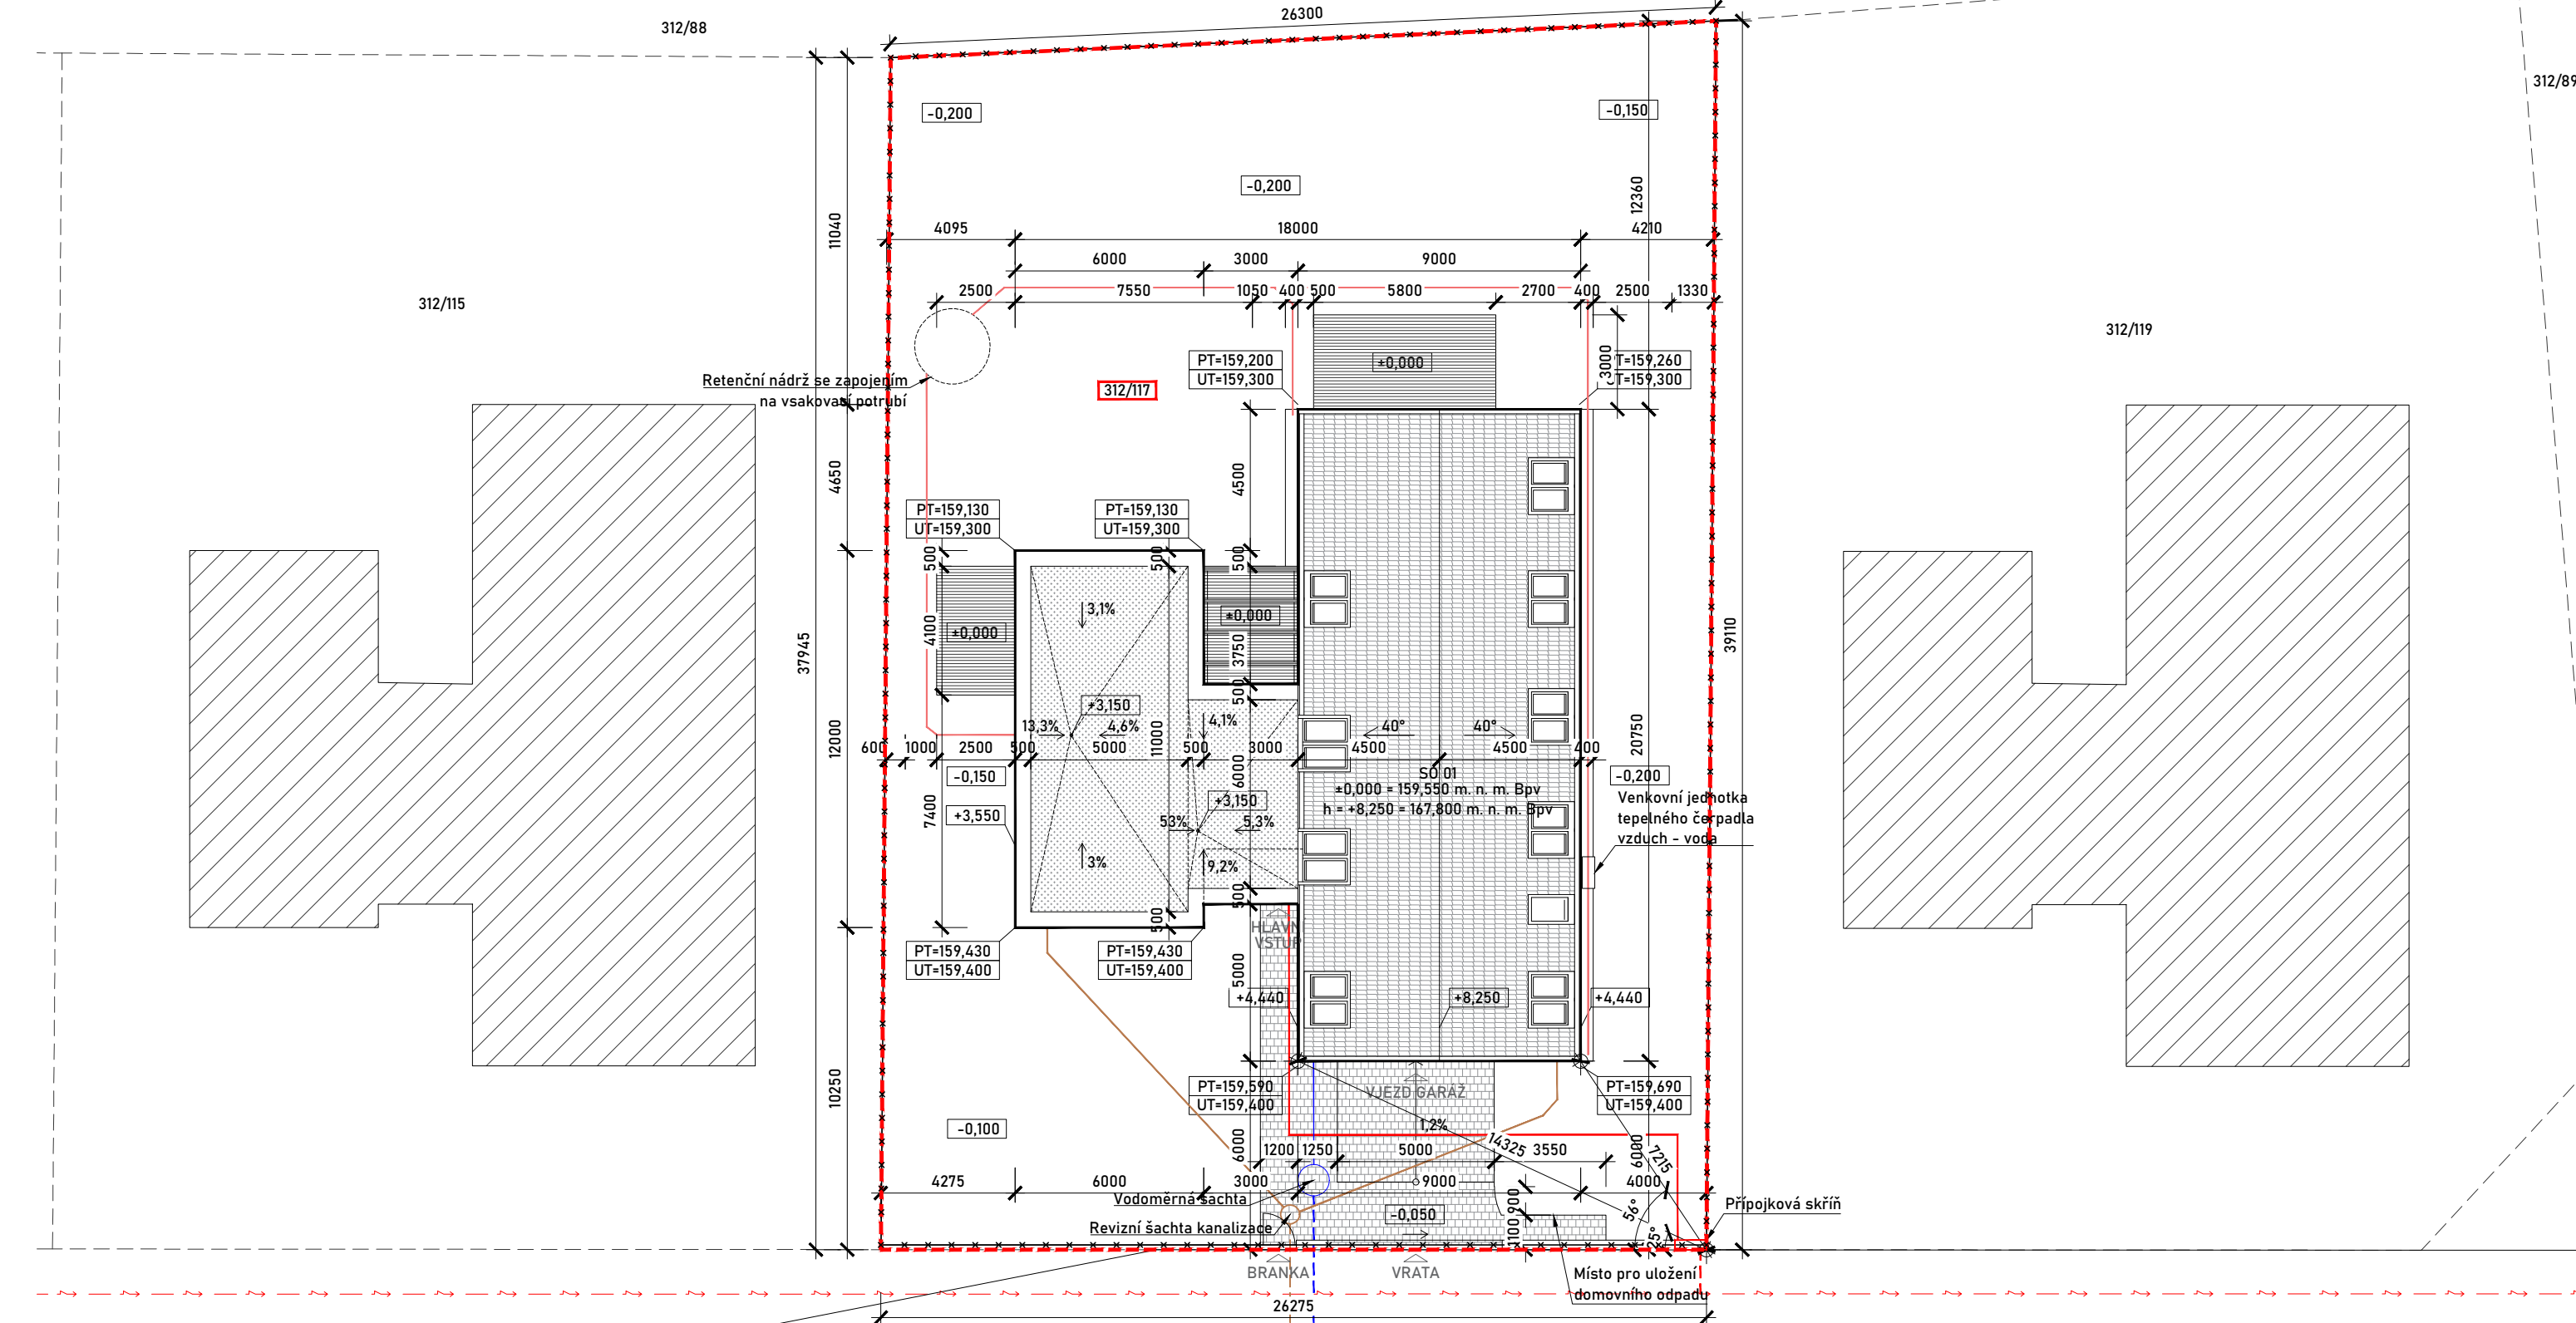 312/88
26300
312/89
-0,200
-0,150
-0,200
11040
12360
4095
18000
4210
6000
3000
9000
2500
7550
1050
400
500
5800
2700
400
2500
1330
312/115
312/119
PT=159,200
UT=159,300
±0,000
3000
T=159,260
UT=159,300
Retenční nádrž se zapojením
na vsakovací potrubí
312/117
4650
4500
PT=159,130
UT=159,300
PT=159,130
UT=159,300
500
500
500
3,1%
±0,000
4100
±0,000
3750
37945
39110
500
+3,150
13,3%
4,6%
4,1%
40°
40°
12000
11000
20750
600
1000
2500
500
5000
500
3000
4500
4500
400
6000
SO 01
±0,000 = 159,550 m. n. m. Bpv
h = +8,250 = 167,800 m. n. m. Bpv
-0,150
-0,200
+3,550
7400
+3,150
53%
5,3%
Venkovní jednotka
tepelného čerpadla
vzduch - voda
3%
9,2%
500
500
HLAVNÍ
VSTUP
PT=159,430
UT=159,400
PT=159,430
UT=159,400
5000
+4,440
+8,250
+4,440
10250
PT=159,590
UT=159,400
VJEZD GARÁŽ
PT=159,690
UT=159,400
-0,100
1,2%
6000
14325
6000
7215
1200
1250
5000
3550
4275
6000
3000
9000
4000
Vodoměrná šachta
900
56°
Přípojková skříň
Revizní šachta kanalizace
-0,050
1100
25°
BRANKA
VRATA
Místo pro uložení
domovního odpadu
26275